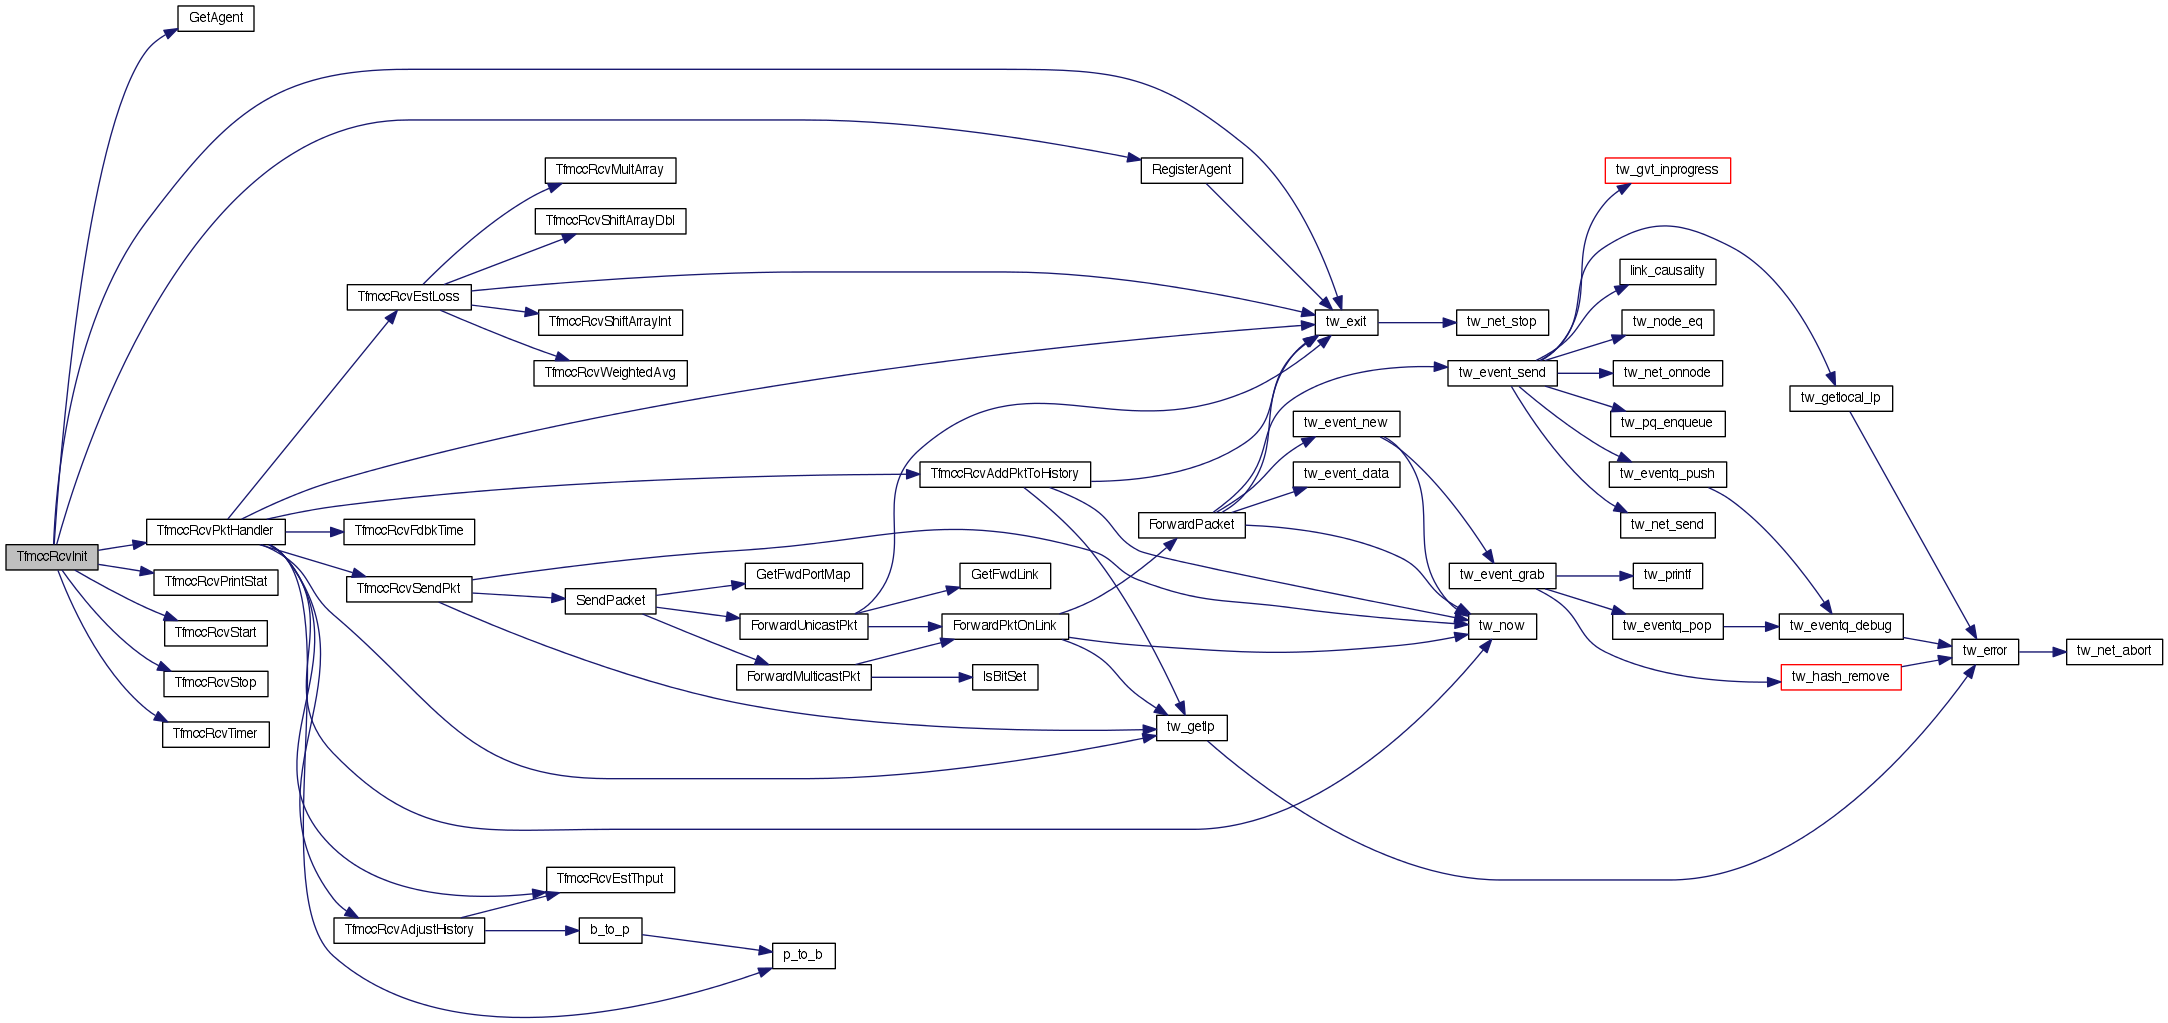 GetAgent
TfmccRcvMultArray
RegisterAgent
tw_gvt_inprogress
TfmccRcvShiftArrayDbl
link_causality
TfmccRcvEstLoss
TfmccRcvShiftArrayInt
tw_exit
tw_net_stop
tw_node_eq
TfmccRcvWeightedAvg
tw_event_send
tw_net_onnode
tw_getlocal_lp
tw_event_new
tw_pq_enqueue
TfmccRcvAddPktToHistory
tw_event_data
tw_eventq_push
TfmccRcvPktHandler
TfmccRcvFdbkTime
ForwardPacket
tw_net_send
TfmccRcvInit
TfmccRcvPrintStat
TfmccRcvSendPkt
GetFwdPortMap
GetFwdLink
tw_event_grab
tw_printf
SendPacket
TfmccRcvStart
ForwardUnicastPkt
ForwardPktOnLink
tw_now
tw_eventq_pop
tw_eventq_debug
tw_error
tw_net_abort
TfmccRcvStop
ForwardMulticastPkt
IsBitSet
tw_hash_remove
TfmccRcvTimer
tw_getlp
TfmccRcvEstThput
TfmccRcvAdjustHistory
b_to_p
p_to_b